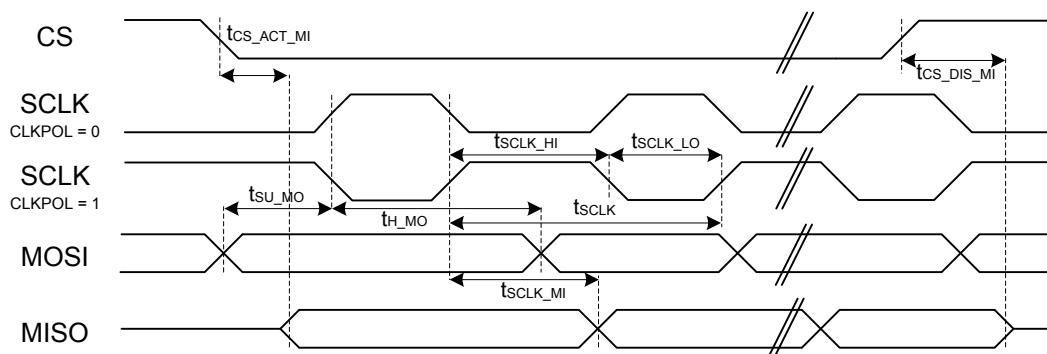 CS
tCS_ACT_MI
tCS_DIS_MI
SCLK
CLKPOL = 0
tSCLK_HI
tSCLK_LO
SCLK
CLKPOL = 1
tSU_MO
tH_MO
tSCLK
MOSI
tSCLK_MI
MISO